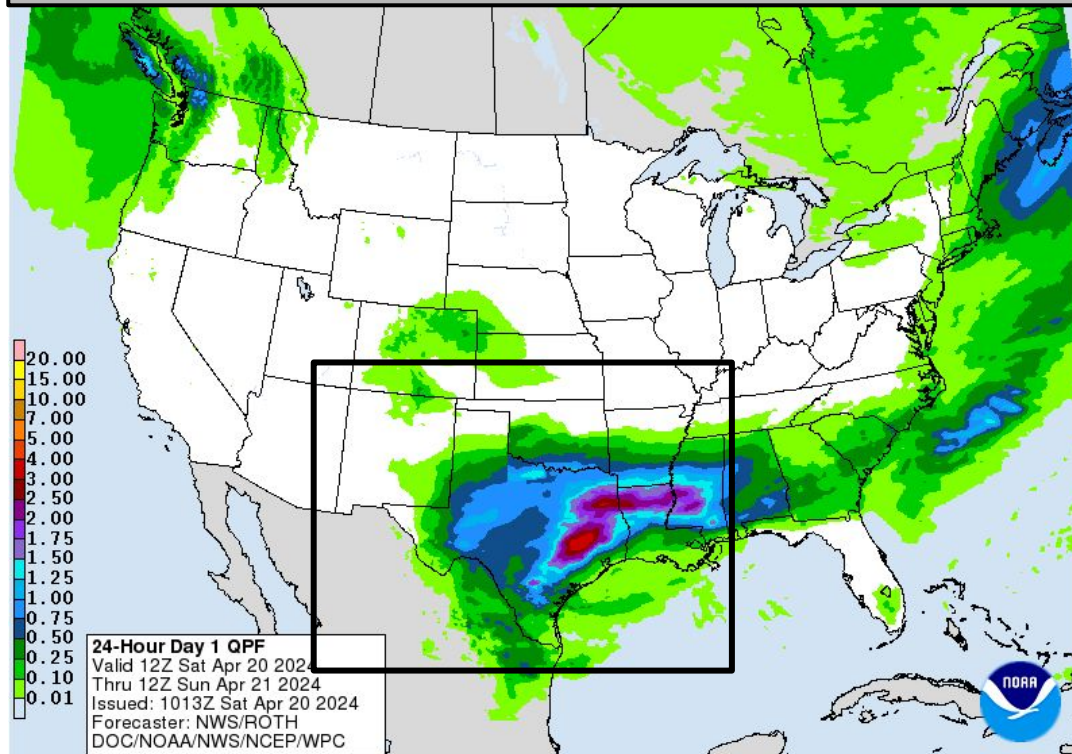 20.00
15.00
10.00
7.00
5.00
4.00
3.00
2.50
2.00
1.75
1.50
1.25
1.00
0.75
0.50
0.25
0.10
0.01
24-Hour Day 1 QPF
Valid 12Z Sat Apr 20 2024
Thru 12Z Sun Apr 21 2024
Issued: 1013Z Sat Apr 20 2024
Forecaster: NWS/ROTH
DOC/NOAA/NWS/NCEP/WPC
NOAA